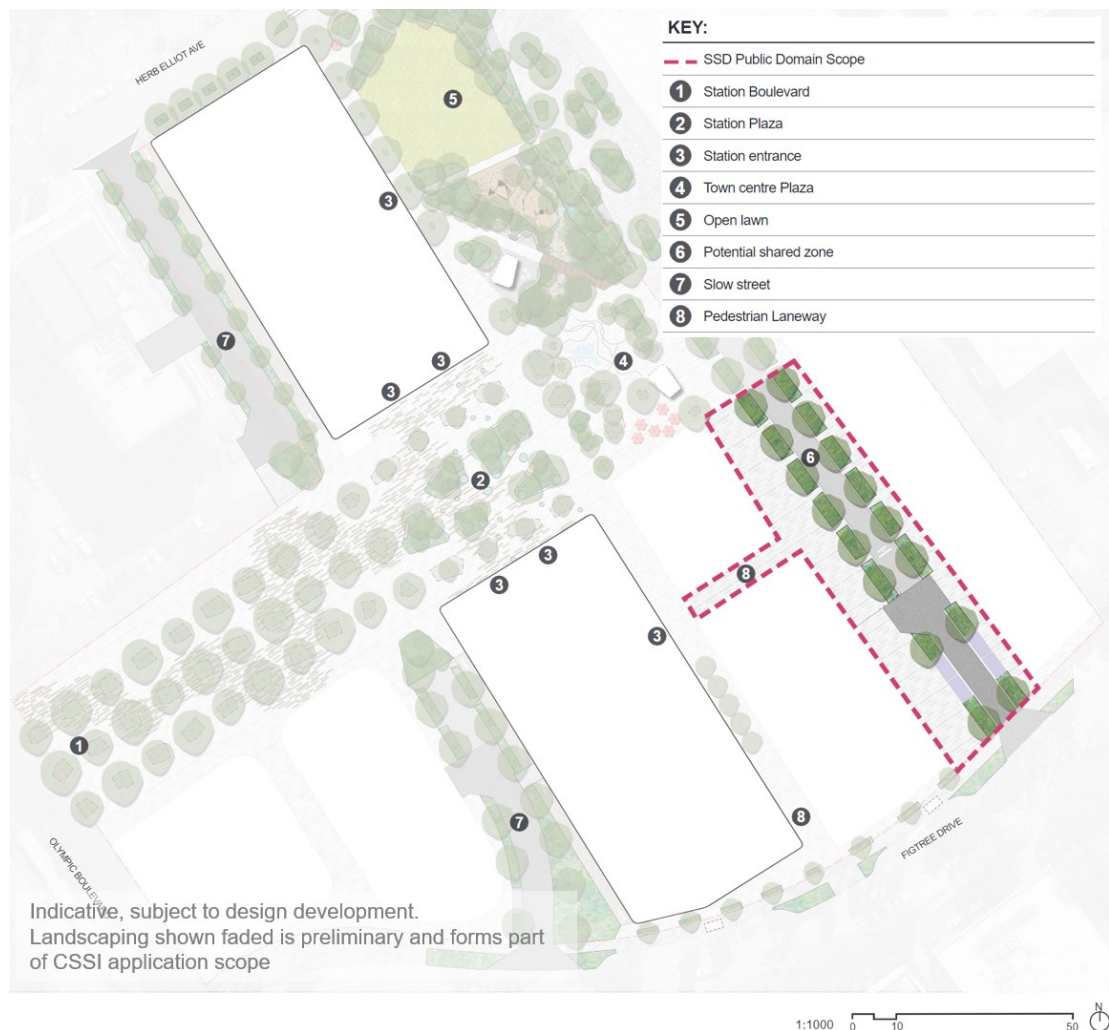 HERB ELLIOT AVE
KEY:
SSD Public Domain Scope
1 Station Boulevard
2 Station Plaza
3 Station entrance
4 Town centre Plaza
5 Open lawn
6 Potential shared zone
7 Slow street
8 Pedestrian Laneway
5
3
7
3
3
4
6
2
3
3
8
3
1
7
8
OLYMPIC BOULEVARD
FIGTREE DRIVE
Indicative, subject to design development.
Landscaping shown faded is preliminary and forms part
of CSSI application scope
1:1000 0 10 50 N